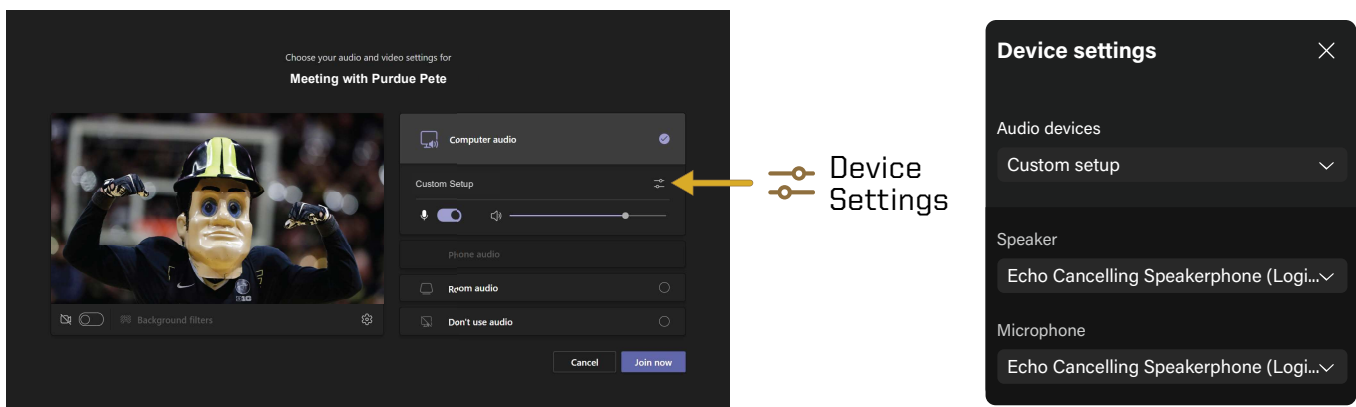 Choose your audio and video settings for
Meeting with Purdue Pete
Computer audio
Custom Setup
Phone audio
Room audio
Don't use audio
Background filters
Cancel
Join now
Device
Settings
Device settings
Audio devices
Custom setup
Speaker
Echo Cancelling Speakerphone (Logi...
Microphone
Echo Cancelling Speakerphone (Logi...